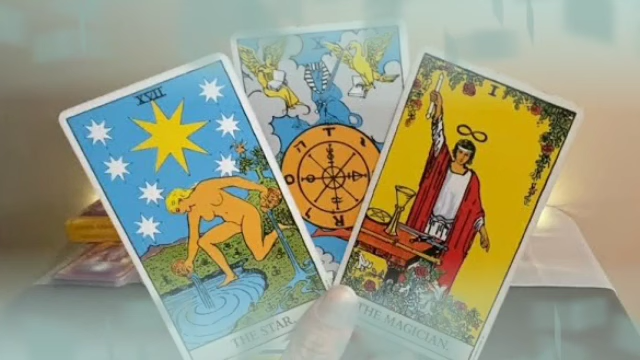 XVII
THE STAR.
X
T
A
R
O
I
THE MAGICIAN.